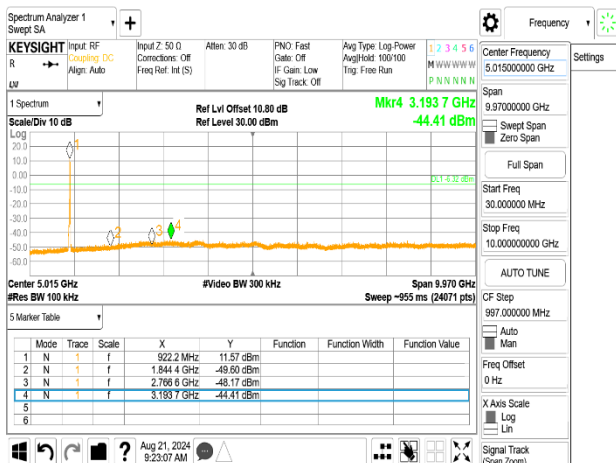 Spectrum Analyzer 1
Swept SA
+
Frequency
KEYSIGHT
R
Input: RF
Coupling: DC
Align: Auto
Input Z: 50 Ω
Corrections: Off
Freq Ref: Int (S)
Atten: 30 dB
PNO: Fast
Gate: Off
IF Gain: Low
Sig Track: Off
Avg Type: Log-Power
Avg|Hold: 100/100
Trig: Free Run
1 2 3 4 5 6
M W W W W W
P N N N N N
1 Spectrum
Scale/Div 10 dB
Log
Ref Lvl Offset 10.80 dB
Ref Level 30.00 dBm
Mkr4 3.193 7 GHz
-44.41 dBm
20.0
10.0
0.00
-10.0
-20.0
-30.0
-40.0
-50.0
-60.0
1
2
3
4
DL1 -6.32 dBm
Center 5.015 GHz
#Res BW 100 kHz
#Video BW 300 kHz
Span 9.970 GHz
Sweep ~955 ms (24071 pts)
5 Marker Table
Mode Trace Scale X Y Function Function Width Function Value
1 N 1 f 922.2 MHz 11.57 dBm
2 N 1 f 1.844 4 GHz -49.60 dBm
3 N 1 f 2.766 6 GHz -48.17 dBm
4 N 1 f 3.193 7 GHz -44.41 dBm
5
6
?
Aug 21, 2024
9:23:07 AM
Center Frequency
5.015000000 GHz
Settings
Span
9.97000000 GHz
Swept Span
Zero Span
Full Span
Start Freq
30.000000 MHz
Stop Freq
10.000000000 GHz
AUTO TUNE
CF Step
997.000000 MHz
Auto
Man
Freq Offset
0 Hz
X Axis Scale
Log
Lin
Signal Track
(Span Zoom)